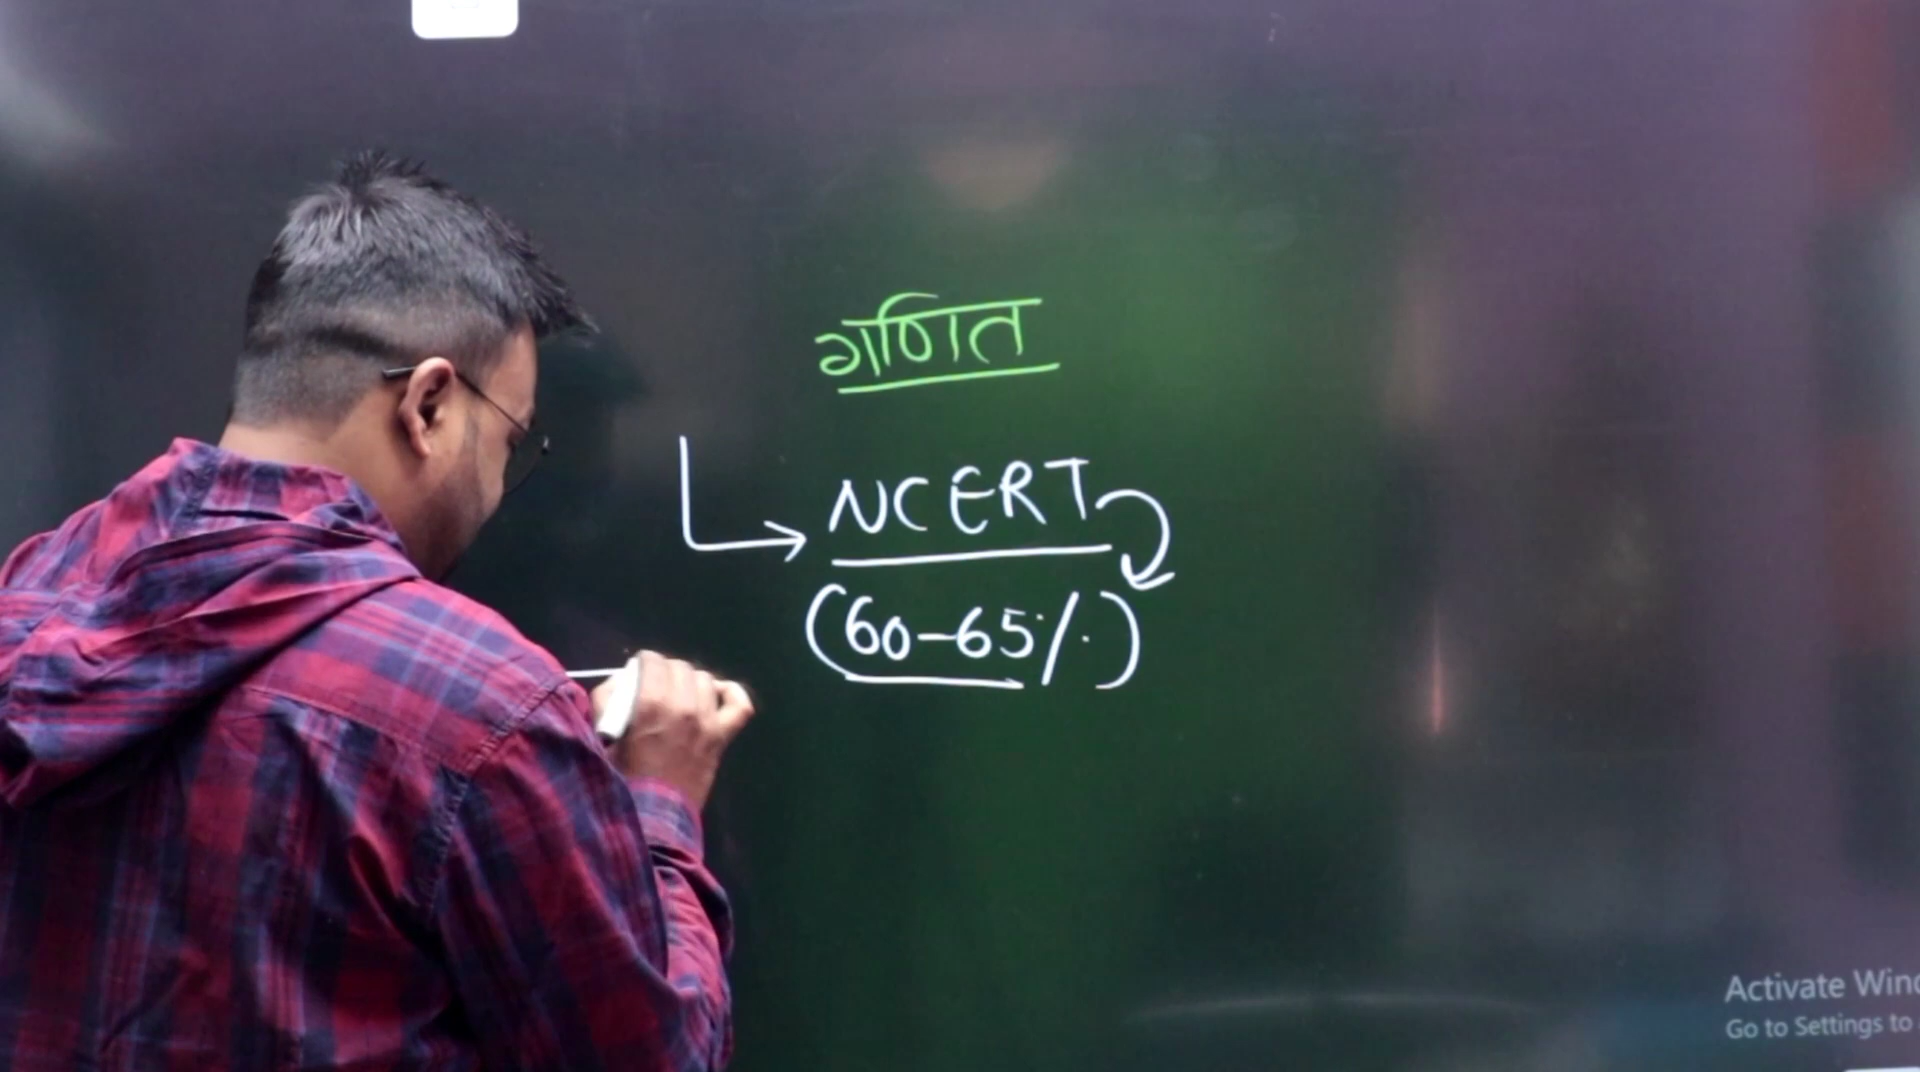 गणित
NCERT
(60-65%)
Activate Wind
Go to Settings to